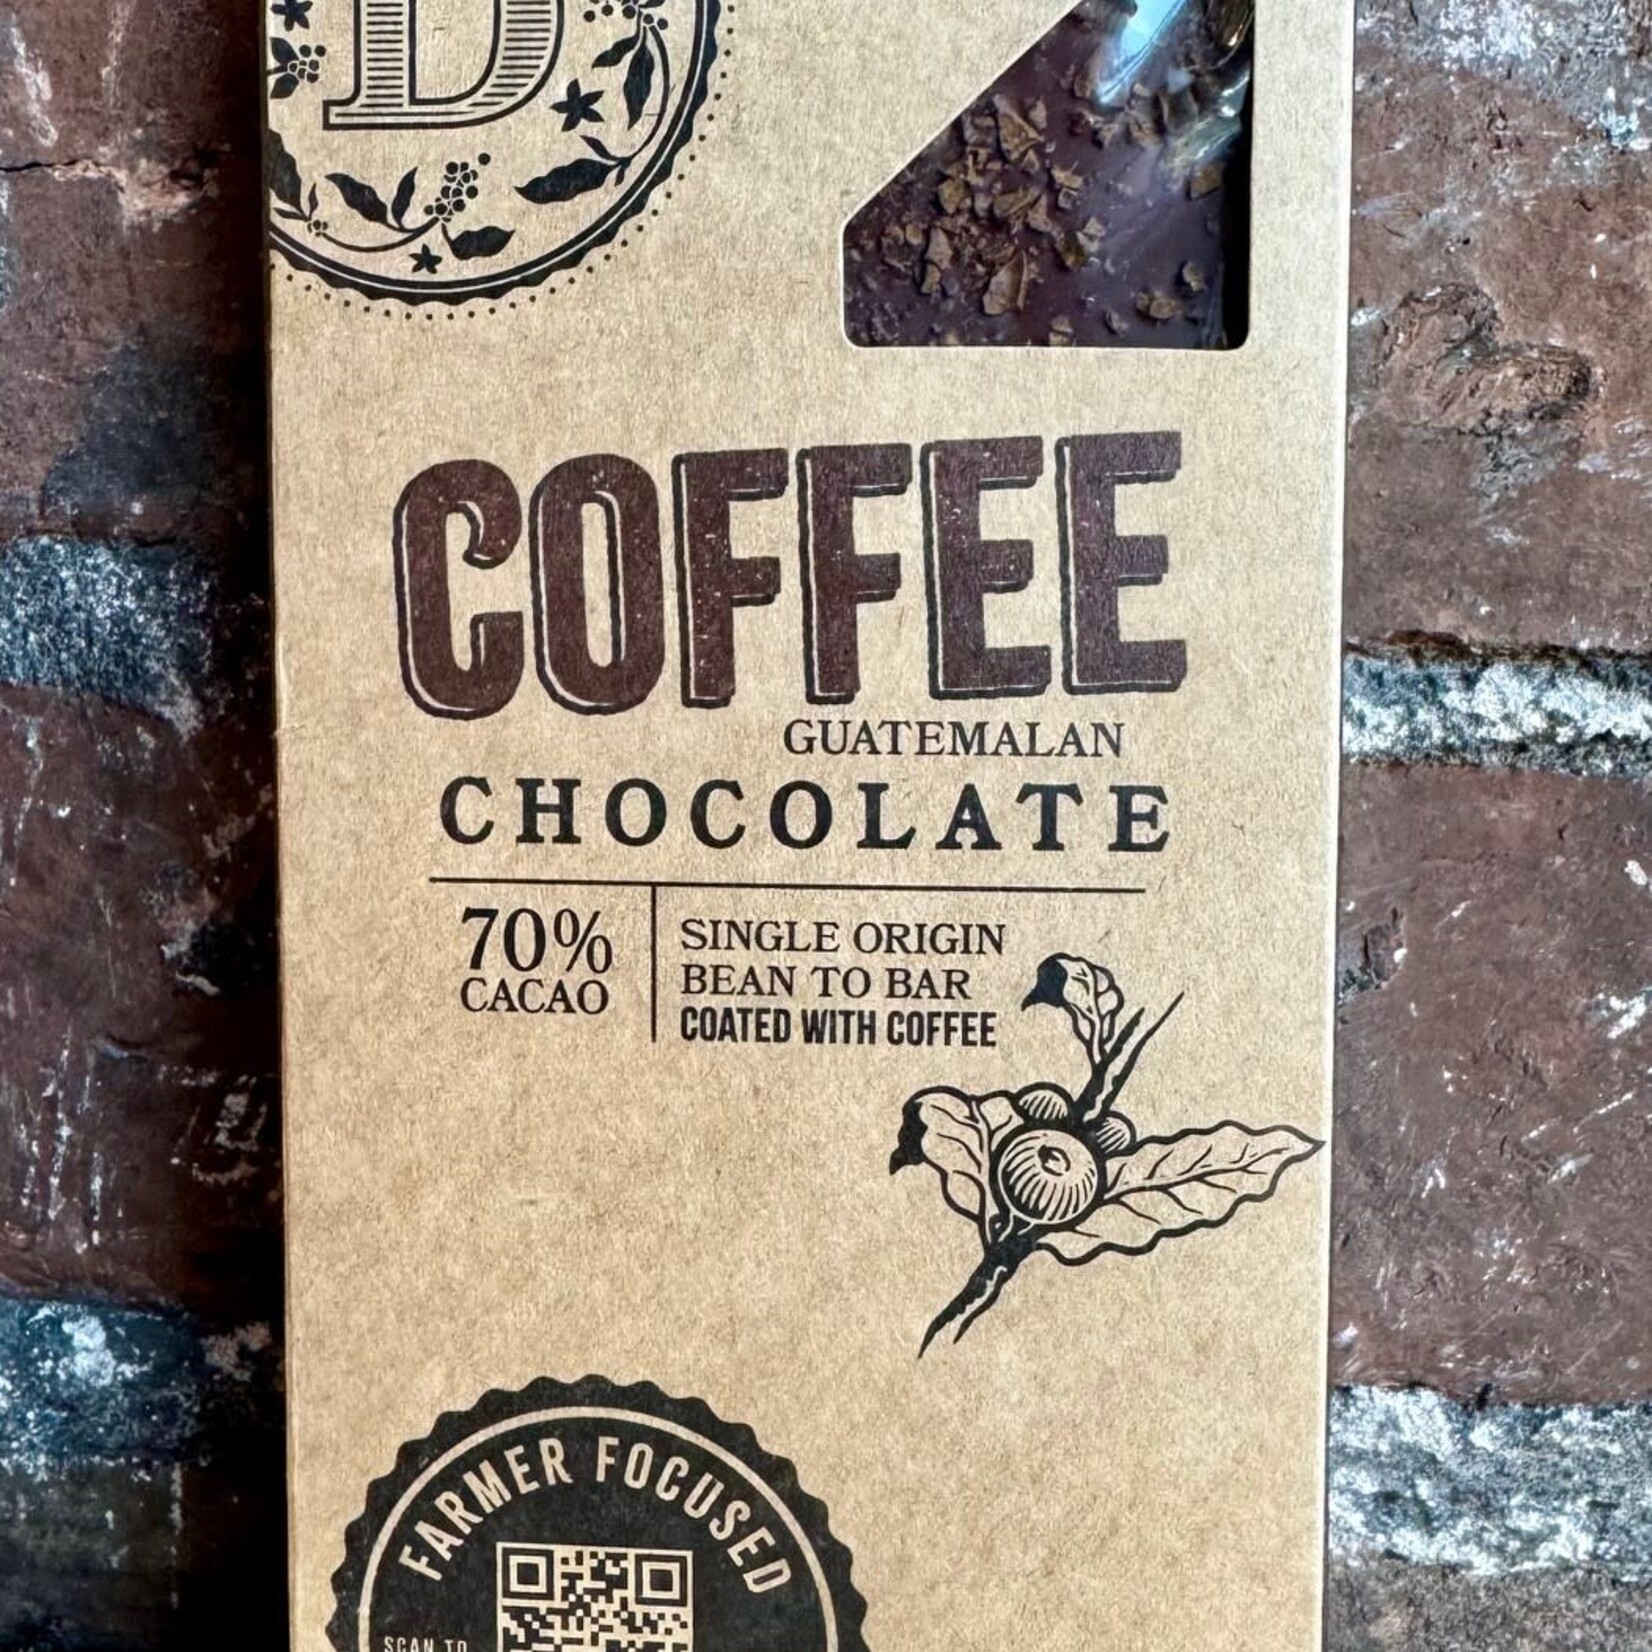 D
COFFEE
GUATEMALAN
CHOCOLATE
70%
CACAO
SINGLE ORIGIN
BEAN TO BAR
COATED WITH COFFEE
FARMER FOCUSED
SCAN TO